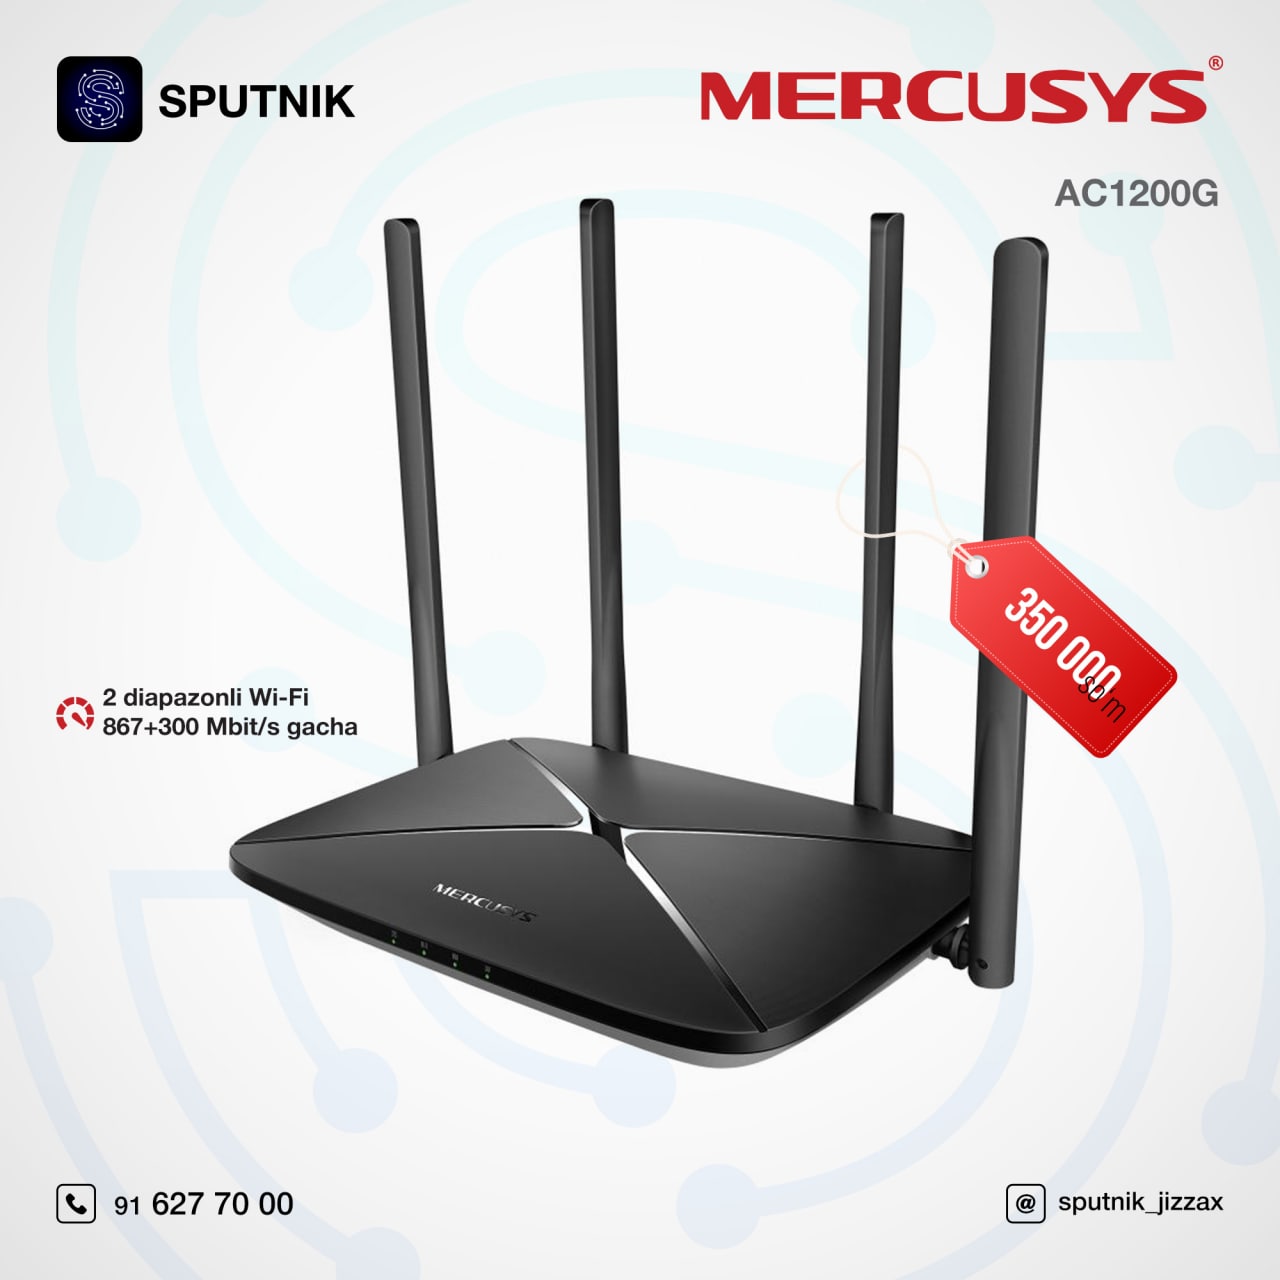 SPUTNIK
MERCUSYS®
AC1200G
350 000
so'm
2 diapazonli Wi-Fi
867+300 Mbit/s gacha
MERCUSYS
91 627 70 00
@ sputnik_jizzax